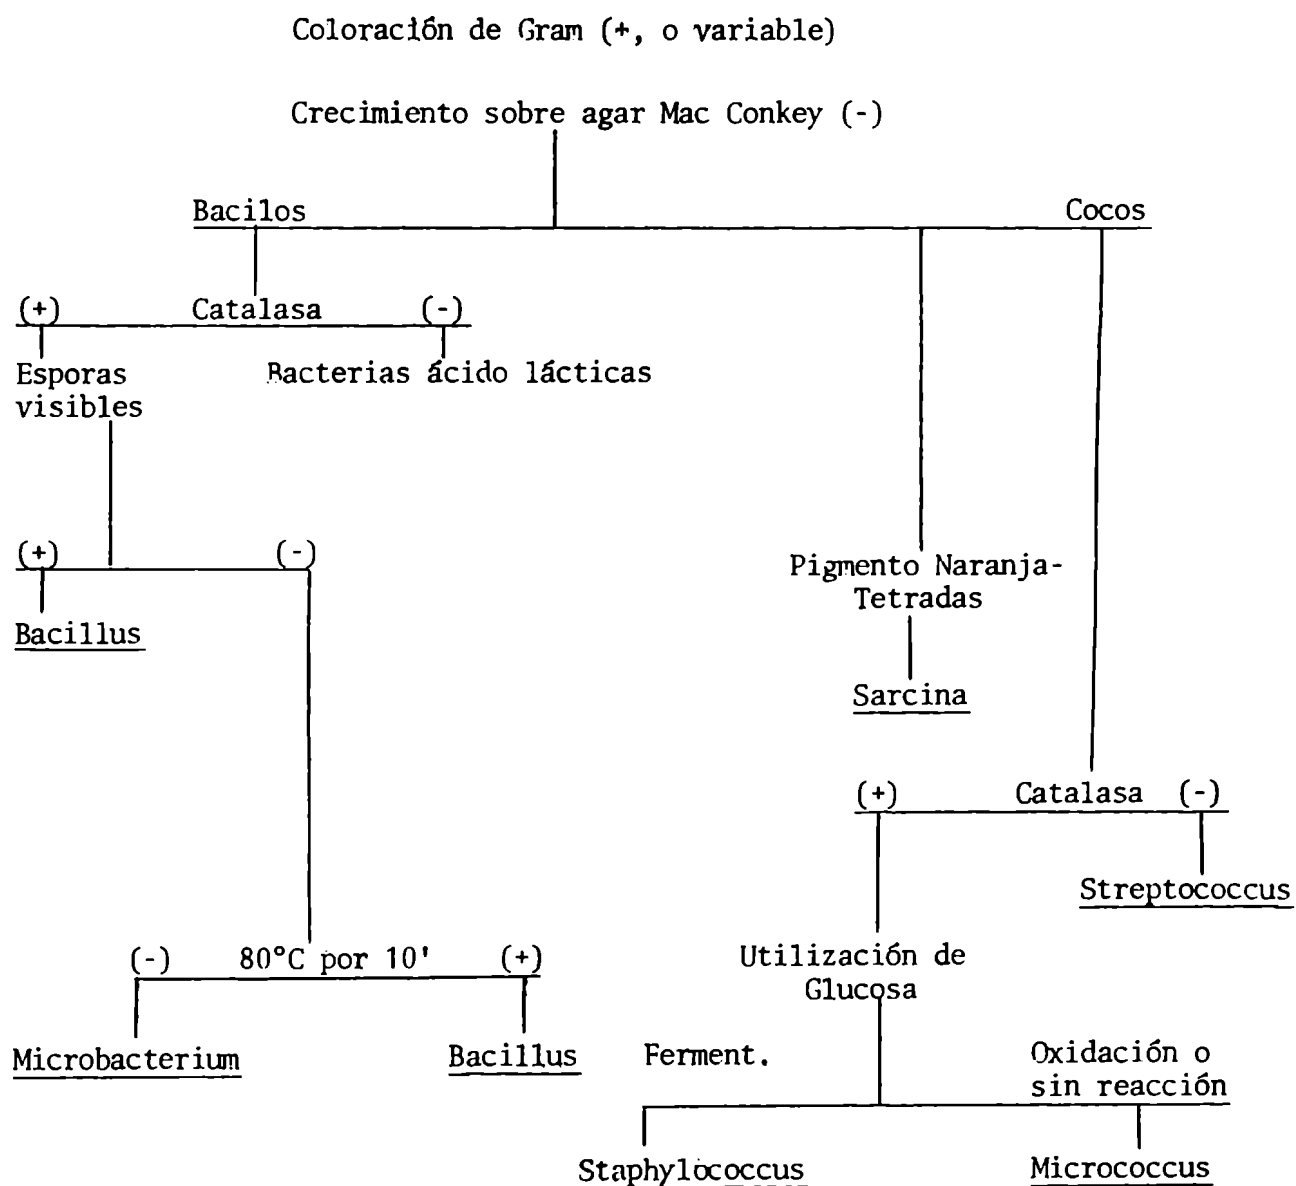 Coloración de Gram (+, o variable)
Crecimiento sobre agar Mac Conkey (-)
Bacilos
Cocos
(+) Catalasa (-)
Esporas
visibles
Bacterias ácido lácticas
(+) (-)
Bacillus
Pigmento Naranja-
Tetradas
Sarcina
(+) Catalasa (-)
Streptococcus
(-) 80°C por 10' (+)
Microbacterium
Bacillus
Utilización de
Glucosa
Ferment.
Oxidación o
sin reacción
Staphylococcus
Micrococcus